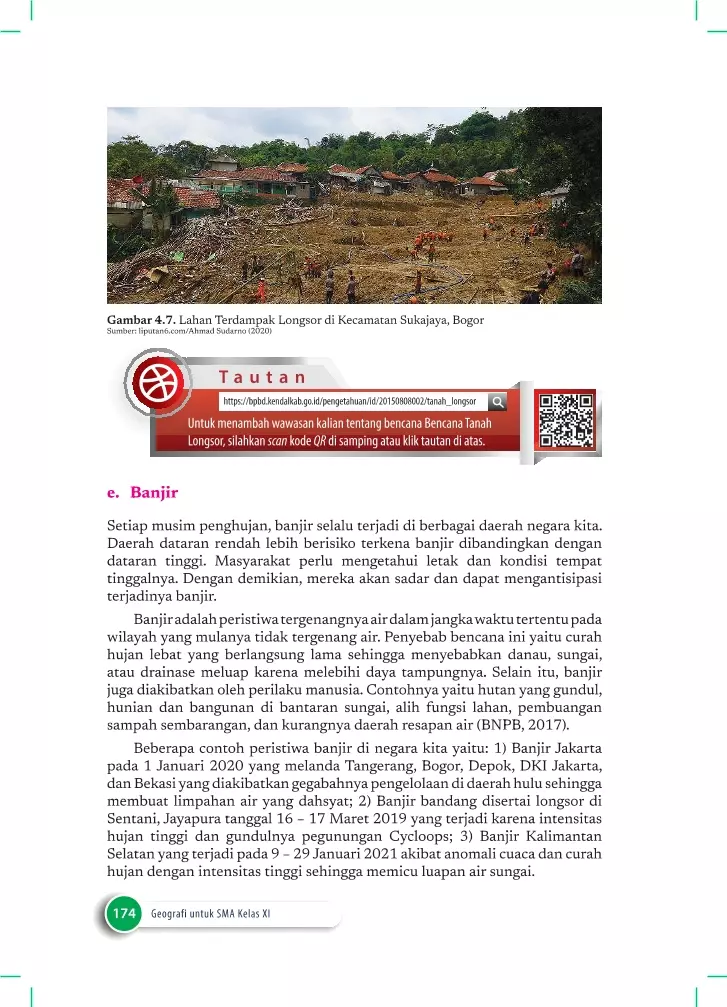 Gambar 4.7. Lahan Terdampak Longsor di Kecamatan Sukajaya, Bogor
Sumber: liputan6.com/Ahmad Sudarno (2020)
Tautan
https://bpbd.kendalkab.go.id/pengetahuan/id/20150808002/tanah_longsor
Untuk menambah wawasan kalian tentang bencana Bencana Tanah
Longsor, silahkan scan kode QR di samping atau klik tautan di atas.
e. Banjir
Setiap musim penghujan, banjir selalu terjadi di berbagai daerah negara kita.
Daerah dataran rendah lebih berisiko terkena banjir dibandingkan dengan
dataran tinggi. Masyarakat perlu mengetahui letak dan kondisi tempat
tinggalnya. Dengan demikian, mereka akan sadar dan dapat mengantisipasi
terjadinya banjir.
Banjir adalah peristiwa tergenangnya air dalam jangka waktu tertentu pada
wilayah yang mulanya tidak tergenang air. Penyebab bencana ini yaitu curah
hujan lebat yang berlangsung lama sehingga menyebabkan danau, sungai,
atau drainase meluap karena melebihi daya tampungnya. Selain itu, banjir
juga diakibatkan oleh perilaku manusia. Contohnya yaitu hutan yang gundul,
hunian dan bangunan di bantaran sungai, alih fungsi lahan, pembuangan
sampah sembarangan, dan kurangnya daerah resapan air (BNPB, 2017).
Beberapa contoh peristiwa banjir di negara kita yaitu: 1) Banjir Jakarta
pada 1 Januari 2020 yang melanda Tangerang, Bogor, Depok, DKI Jakarta,
dan Bekasi yang diakibatkan gegabahnya pengelolaan di daerah hulu sehingga
membuat limpahan air yang dahsyat; 2) Banjir bandang disertai longsor di
Sentani, Jayapura tanggal 16 – 17 Maret 2019 yang terjadi karena intensitas
hujan tinggi dan gundulnya pegunungan Cycloops; 3) Banjir Kalimantan
Selatan yang terjadi pada 9 – 29 Januari 2021 akibat anomali cuaca dan curah
hujan dengan intensitas tinggi sehingga memicu luapan air sungai.
174 Geografi untuk SMA Kelas XI